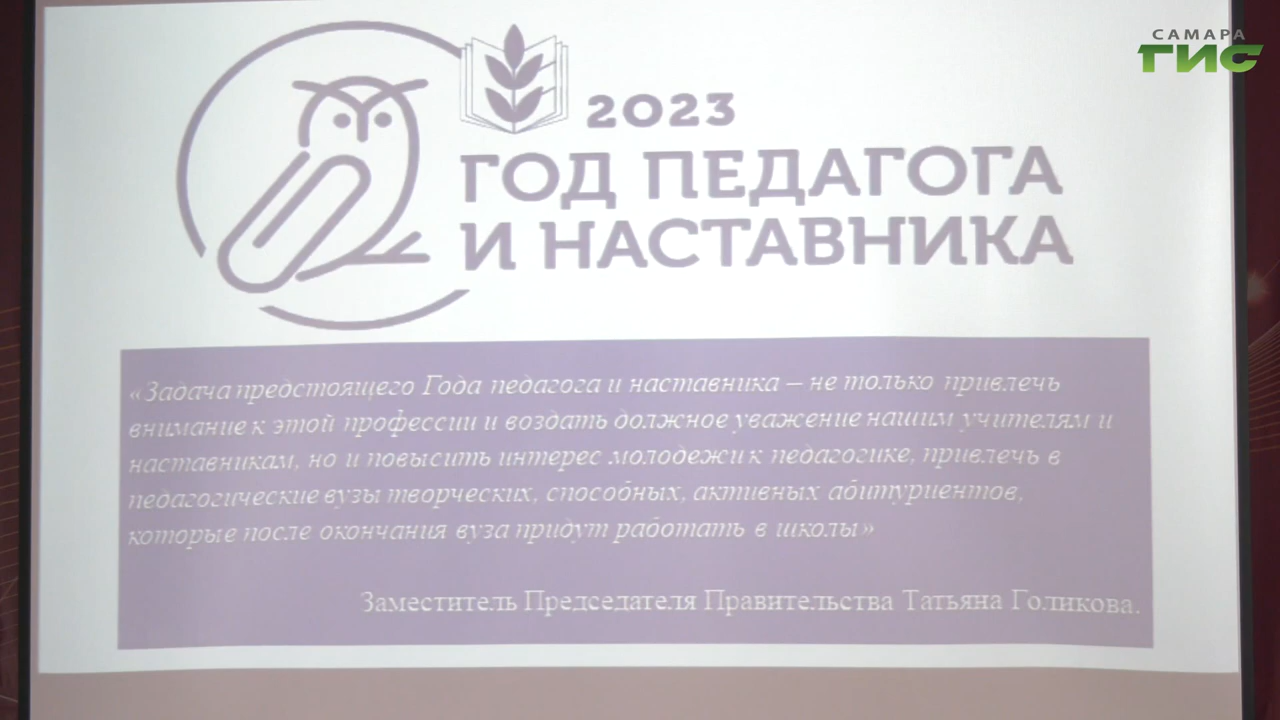 САМАРА
ГИС
2023
ГОД ПЕДАГОГА
И НАСТАВНИКА
«Задача предстоящего Года педагога и наставника – не только привлечь
внимание к этой профессии и воздать должное уважение нашим учителям и
наставникам, но и повысить интерес молодежи к педагогике, привлечь в
педагогические вузы творческих, способных, активных абитуриентов,
которые после окончания вуза придут работать в школы»
Заместитель Председателя Правительства Татьяна Голикова.